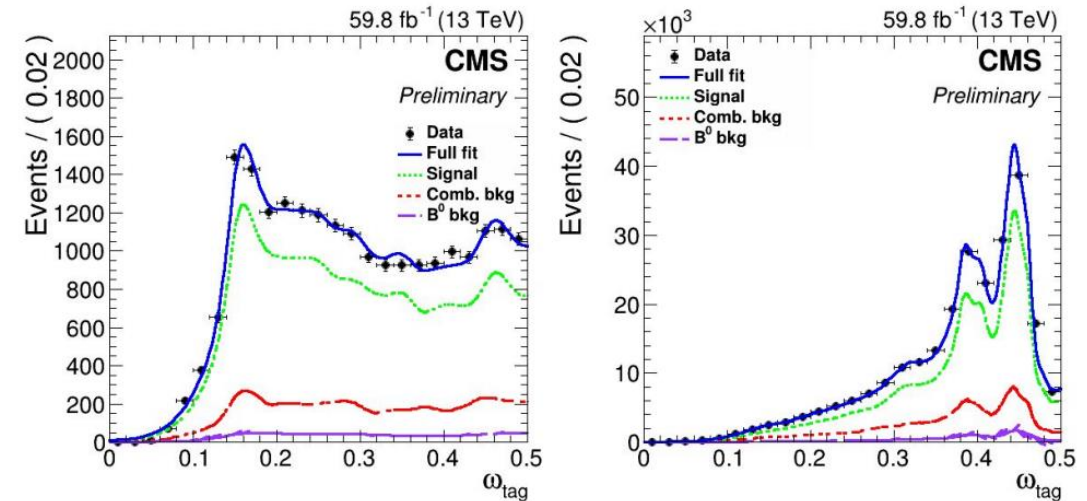 59.8 fb⁻¹ (13 TeV)
CMS
Preliminary
Data
Full fit
Signal
Comb. bkg
B⁰ bkg
Events / ( 0.02 )
2000
1800
1600
1400
1200
1000
800
600
400
200
0
0 0.1 0.2 0.3 0.4 0.5
ω_tag
×10³ 59.8 fb⁻¹ (13 TeV)
CMS
Preliminary
Data
Full fit
Signal
Comb. bkg
B⁰ bkg
Events / ( 0.02 )
50
40
30
20
10
0
0 0.1 0.2 0.3 0.4 0.5
ω_tag